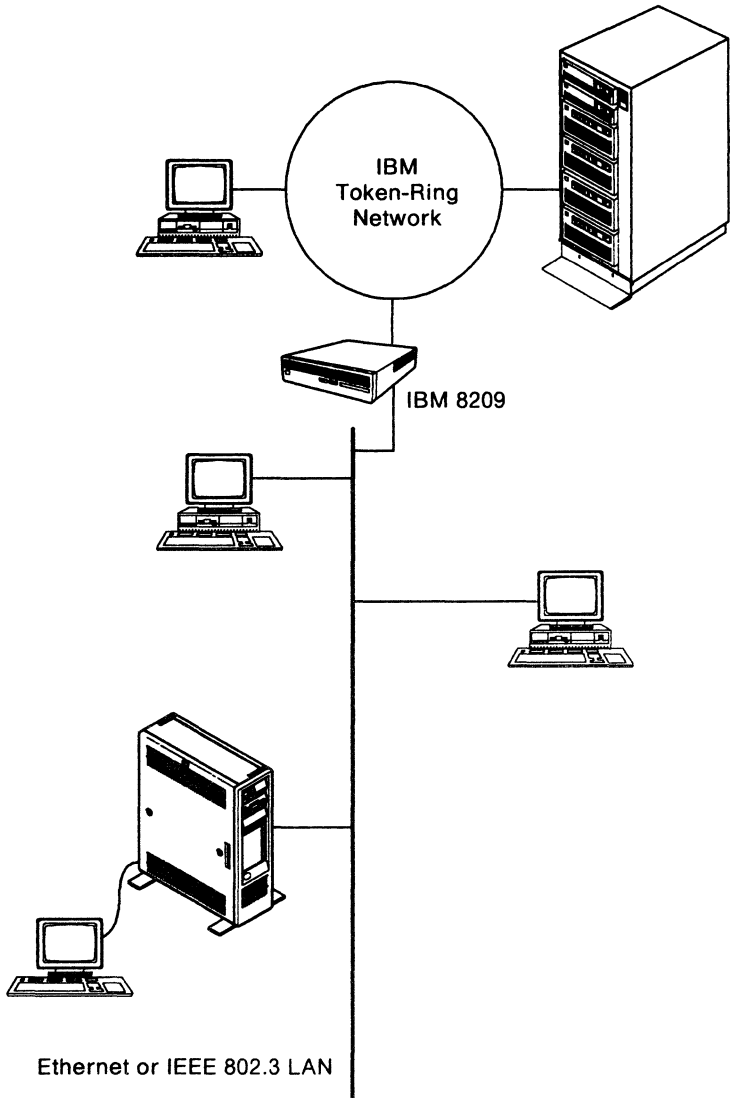 IBM
Token-Ring
Network
IBM 8209
Ethernet or IEEE 802.3 LAN